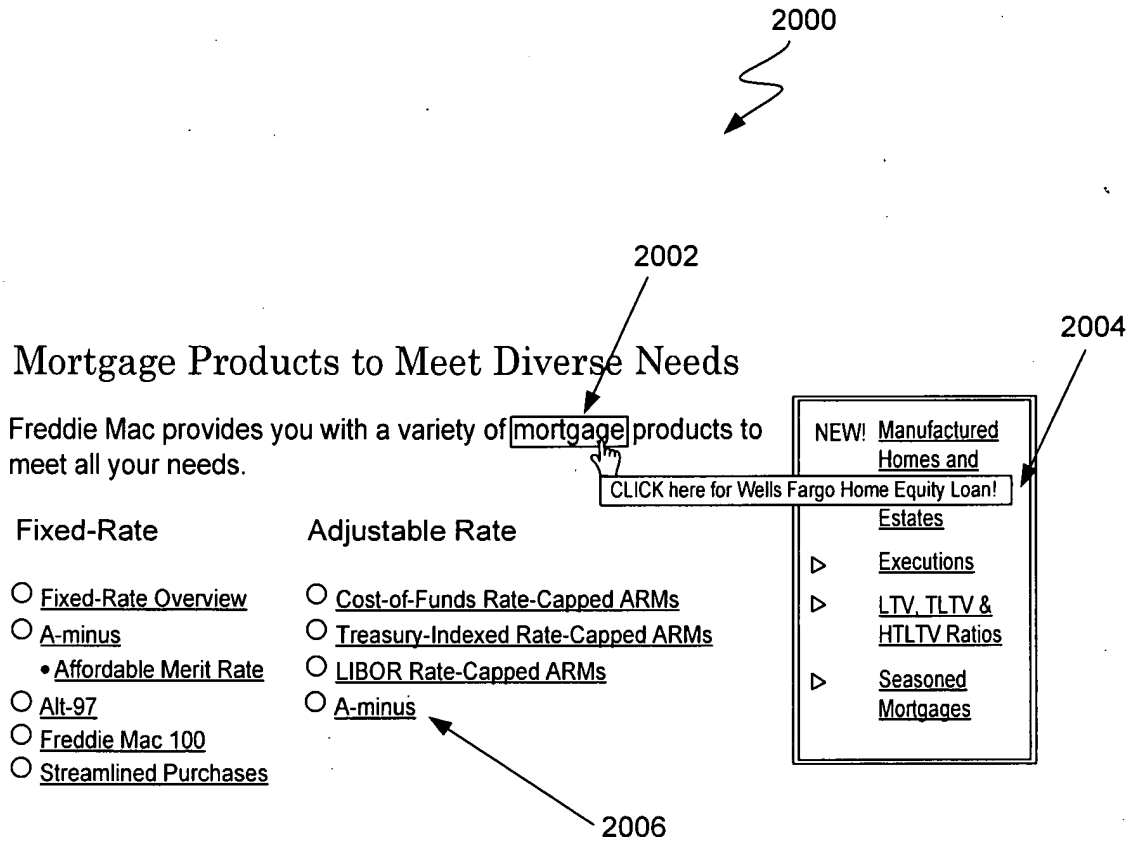 2000
2002
2004
Mortgage Products to Meet Diverse Needs
Freddie Mac provides you with a variety of mortgage products to
meet all your needs.
CLICK here for Wells Fargo Home Equity Loan!
Fixed-Rate
Fixed-Rate Overview
A-minus
• Affordable Merit Rate
Alt-97
Freddie Mac 100
Streamlined Purchases
Adjustable Rate
Cost-of-Funds Rate-Capped ARMs
Treasury-Indexed Rate-Capped ARMs
LIBOR Rate-Capped ARMs
A-minus
NEW! Manufactured
Homes and
Estates
Executions
LTV, TLTV &
HTLTV Ratios
Seasoned
Mortgages
2006